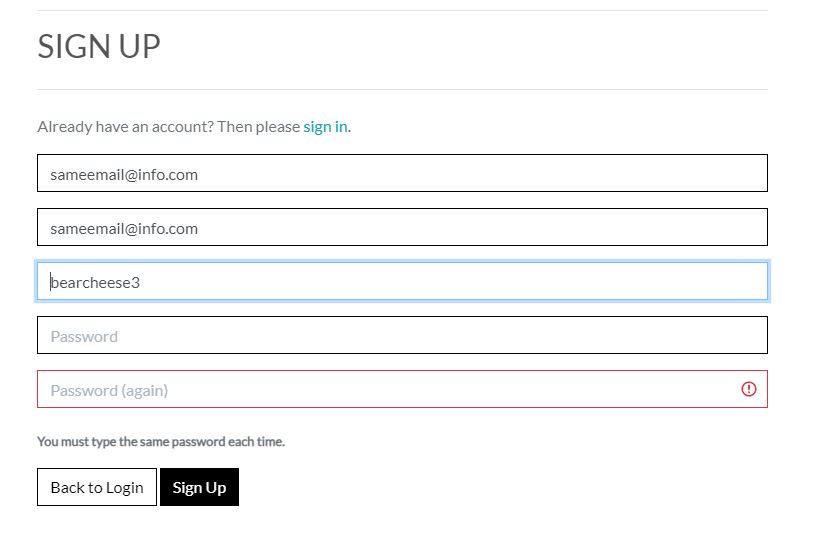 SIGN UP
Already have an account? Then please sign in.
sameemail@info.com
sameemail@info.com
bearcheese3
Password
Password (again)
You must type the same password each time.
Back to Login Sign Up